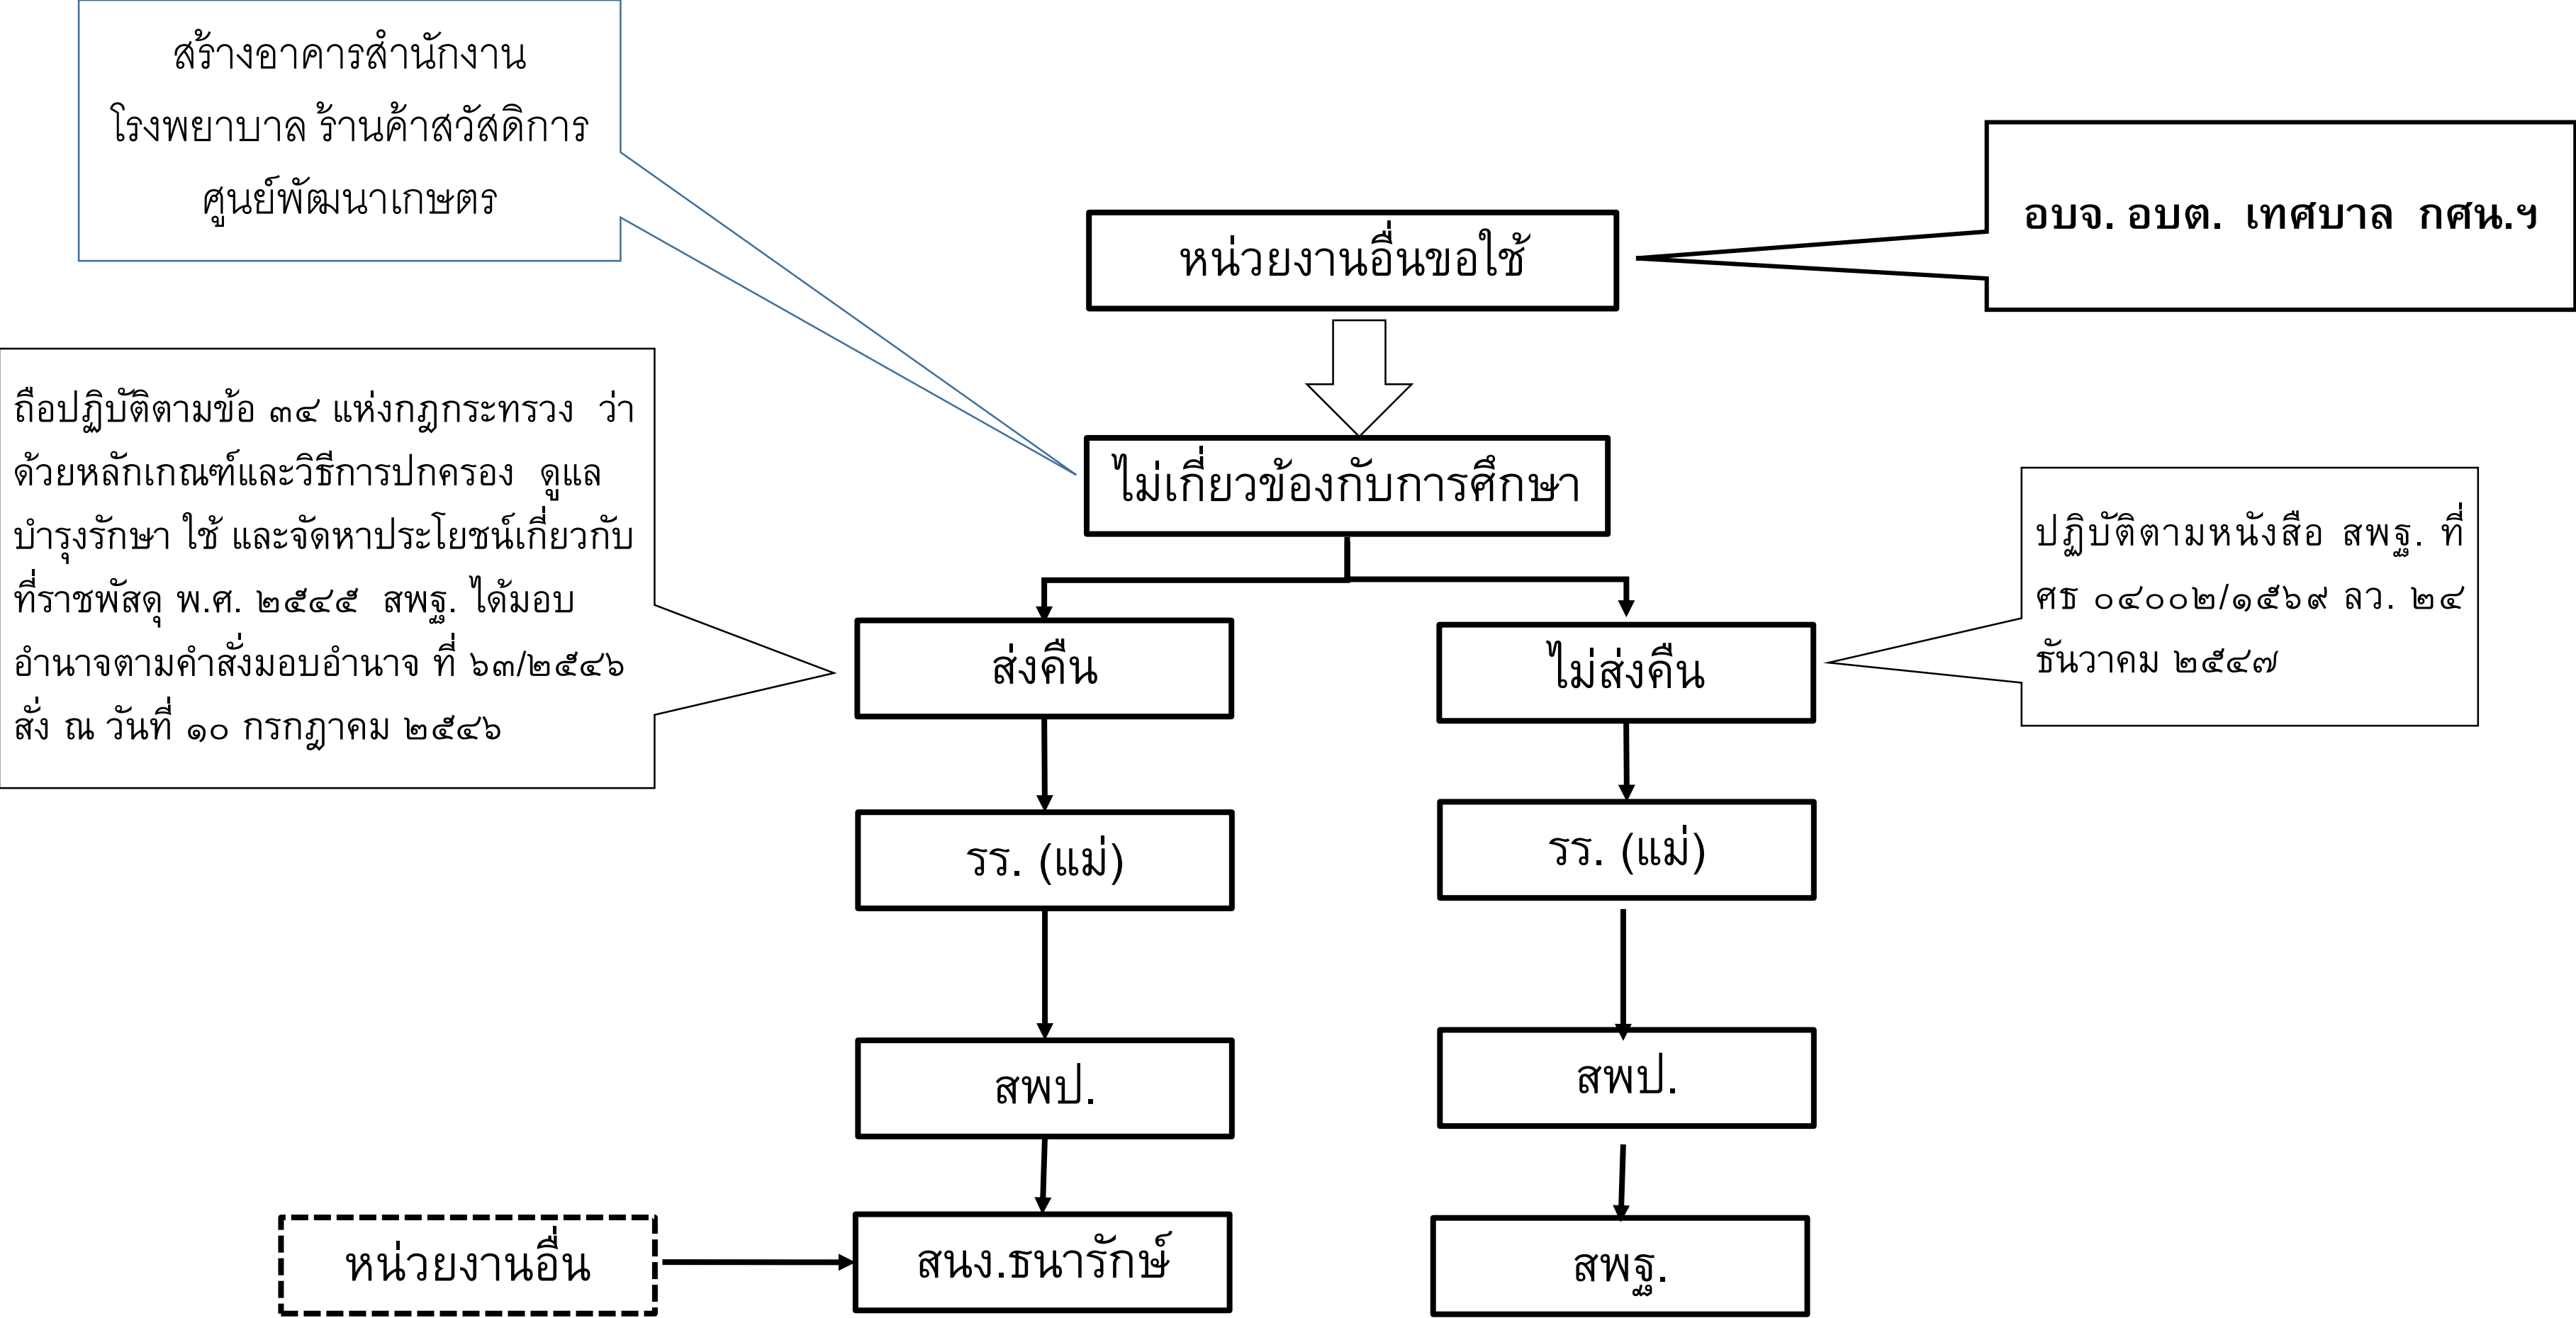 สร้างอาคารสำนักงาน
โรงพยาบาล ร้านค้าสวัสดิการ
ศูนย์พัฒนาเกษตร
อบจ. อบต. เทศบาล กศน.ฯ
หน่วยงานอื่นขอใช้
ถือปฏิบัติตามข้อ ๓๔ แห่งกฎกระทรวง ว่า
ด้วยหลักเกณฑ์และวิธีการปกครอง ดูแล
บำรุงรักษา ใช้ และจัดหาประโยชน์เกี่ยวกับ
ที่ราชพัสดุ พ.ศ. ๒๕๔๕ สพฐ. ได้มอบ
อำนาจตามคำสั่งมอบอำนาจ ที่ ๖๓/๒๕๔๖
สั่ง ณ วันที่ ๑๐ กรกฎาคม ๒๕๔๖
ไม่เกี่ยวข้องกับการศึกษา
ปฏิบัติตามหนังสือ สพฐ. ที่
ศธ ๐๔๐๐๒/๑๕๖๙ ลว. ๒๔
ธันวาคม ๒๕๔๗
ส่งคืน
ไม่ส่งคืน
รร. (แม่)
รร. (แม่)
สพป.
สพป.
หน่วยงานอื่น
สนง.ธนารักษ์
สพฐ.